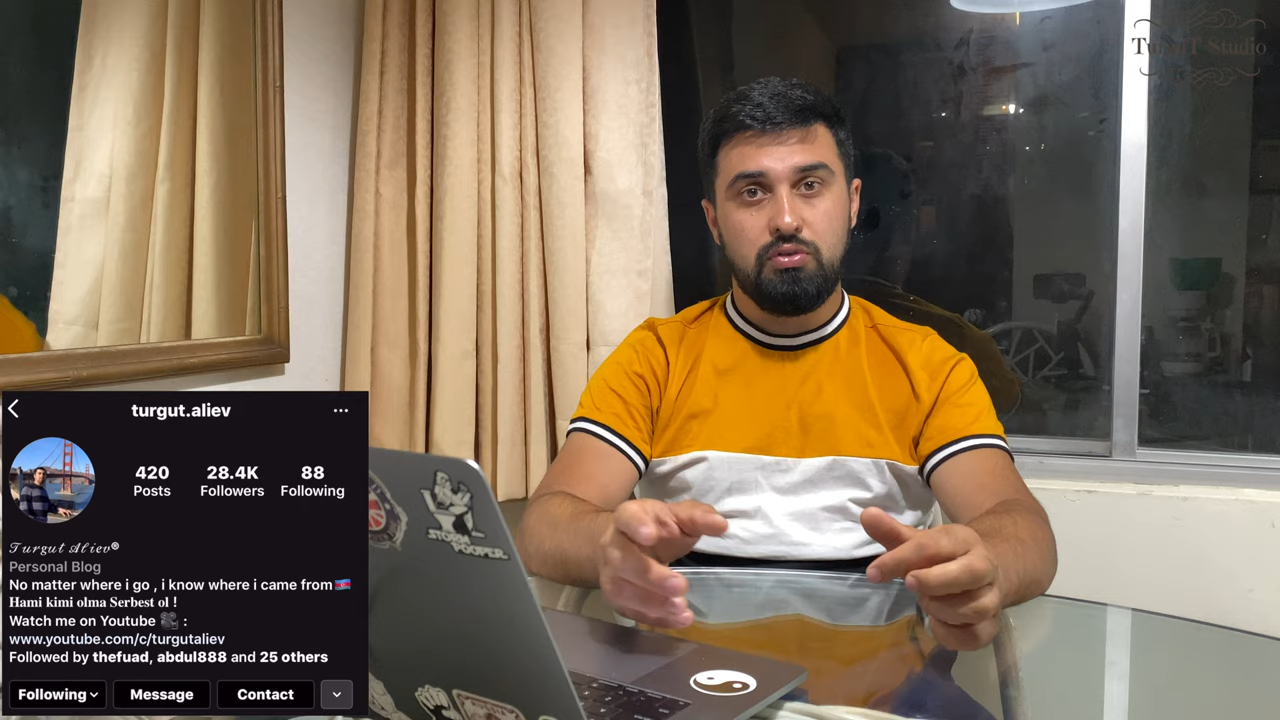 TurguT Studio
turgut.aliev
420
Posts
28.4K
Followers
88
Following
𝒯𝓊𝓇𝑔𝓊𝓉 𝒜𝓁𝒾𝑒𝓋®
Personal Blog
No matter where i go , i know where i came from🇦🇿
𝐇𝐚𝐦𝐢 𝐤𝐢𝐦𝐢 𝐨𝐥𝐦𝐚 𝐒𝐞𝐫𝐛𝐞𝐬𝐭 𝐨𝐥 !
Watch me on Youtube 🎥 :
www.youtube.com/c/turgutaliev
Followed by thefuad, abdul888 and 25 others
Following
Message
Contact
STORM
POOPER